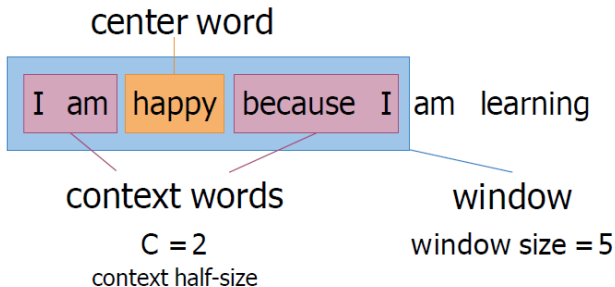 center word
I am happy because I am learning
context words
window
C = 2
window size = 5
context half-size